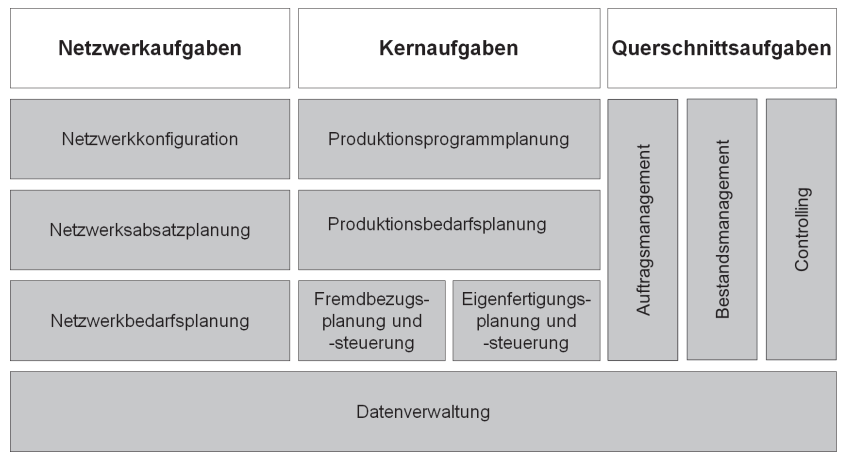 Netzwerkaufgaben
Kernaufgaben
Querschnittsaufgaben
Netzwerkkonfiguration
Produktionsprogrammplanung
Netzwerksabsatzplanung
Produktionsbedarfsplanung
Netzwerkbedarfsplanung
Fremdbezugs-
planung und
-steuerung
Eigenfertigungs-
planung und
-steuerung
Auftragsmanagement
Bestandsmanagement
Controlling
Datenverwaltung